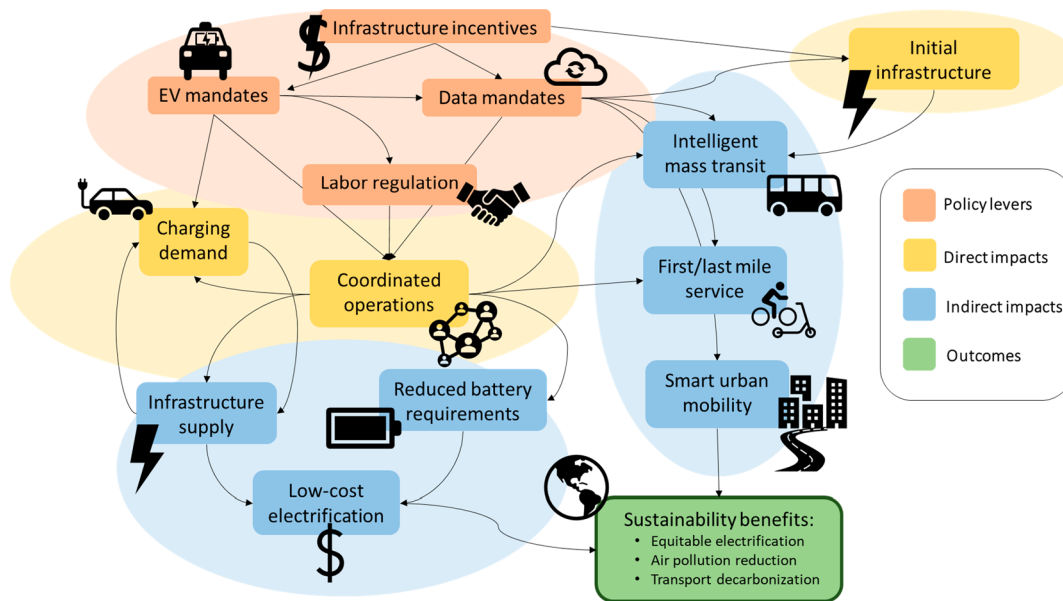 Infrastructure incentives
Initial
infrastructure
EV mandates
Data mandates
Intelligent
mass transit
Labor regulation
Policy levers
Charging
demand
Direct impacts
Coordinated
operations
First/last mile
service
Indirect impacts
Outcomes
Infrastructure
supply
Reduced battery
requirements
Smart urban
mobility
Low-cost
electrification
Sustainability benefits:
• Equitable electrification
• Air pollution reduction
• Transport decarbonization